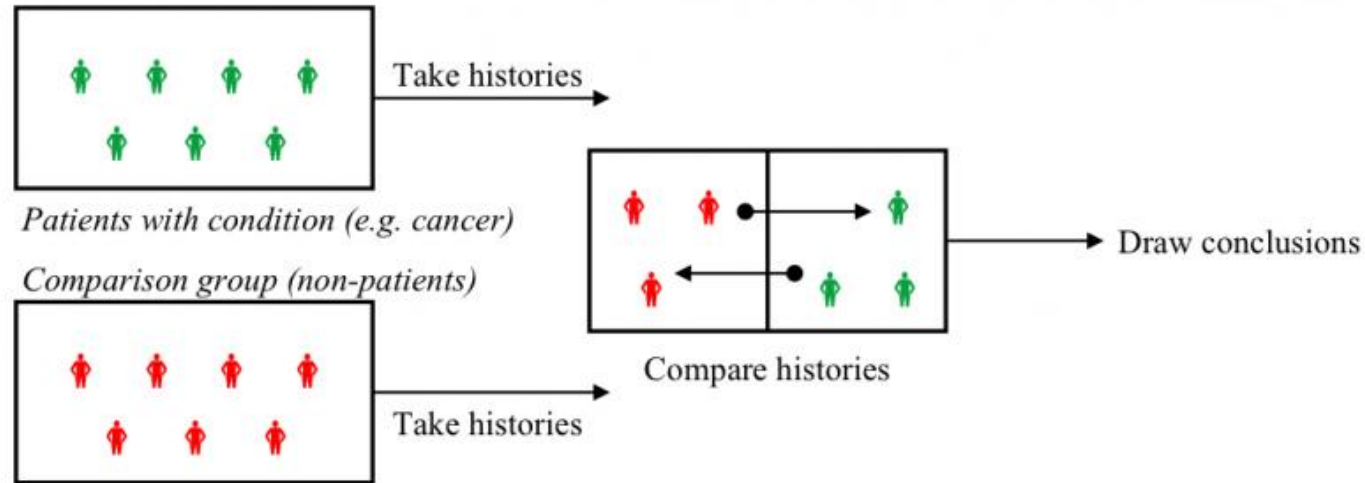 Take histories
Patients with condition (e.g. cancer)
Comparison group (non-patients)
Take histories
Compare histories
Draw conclusions